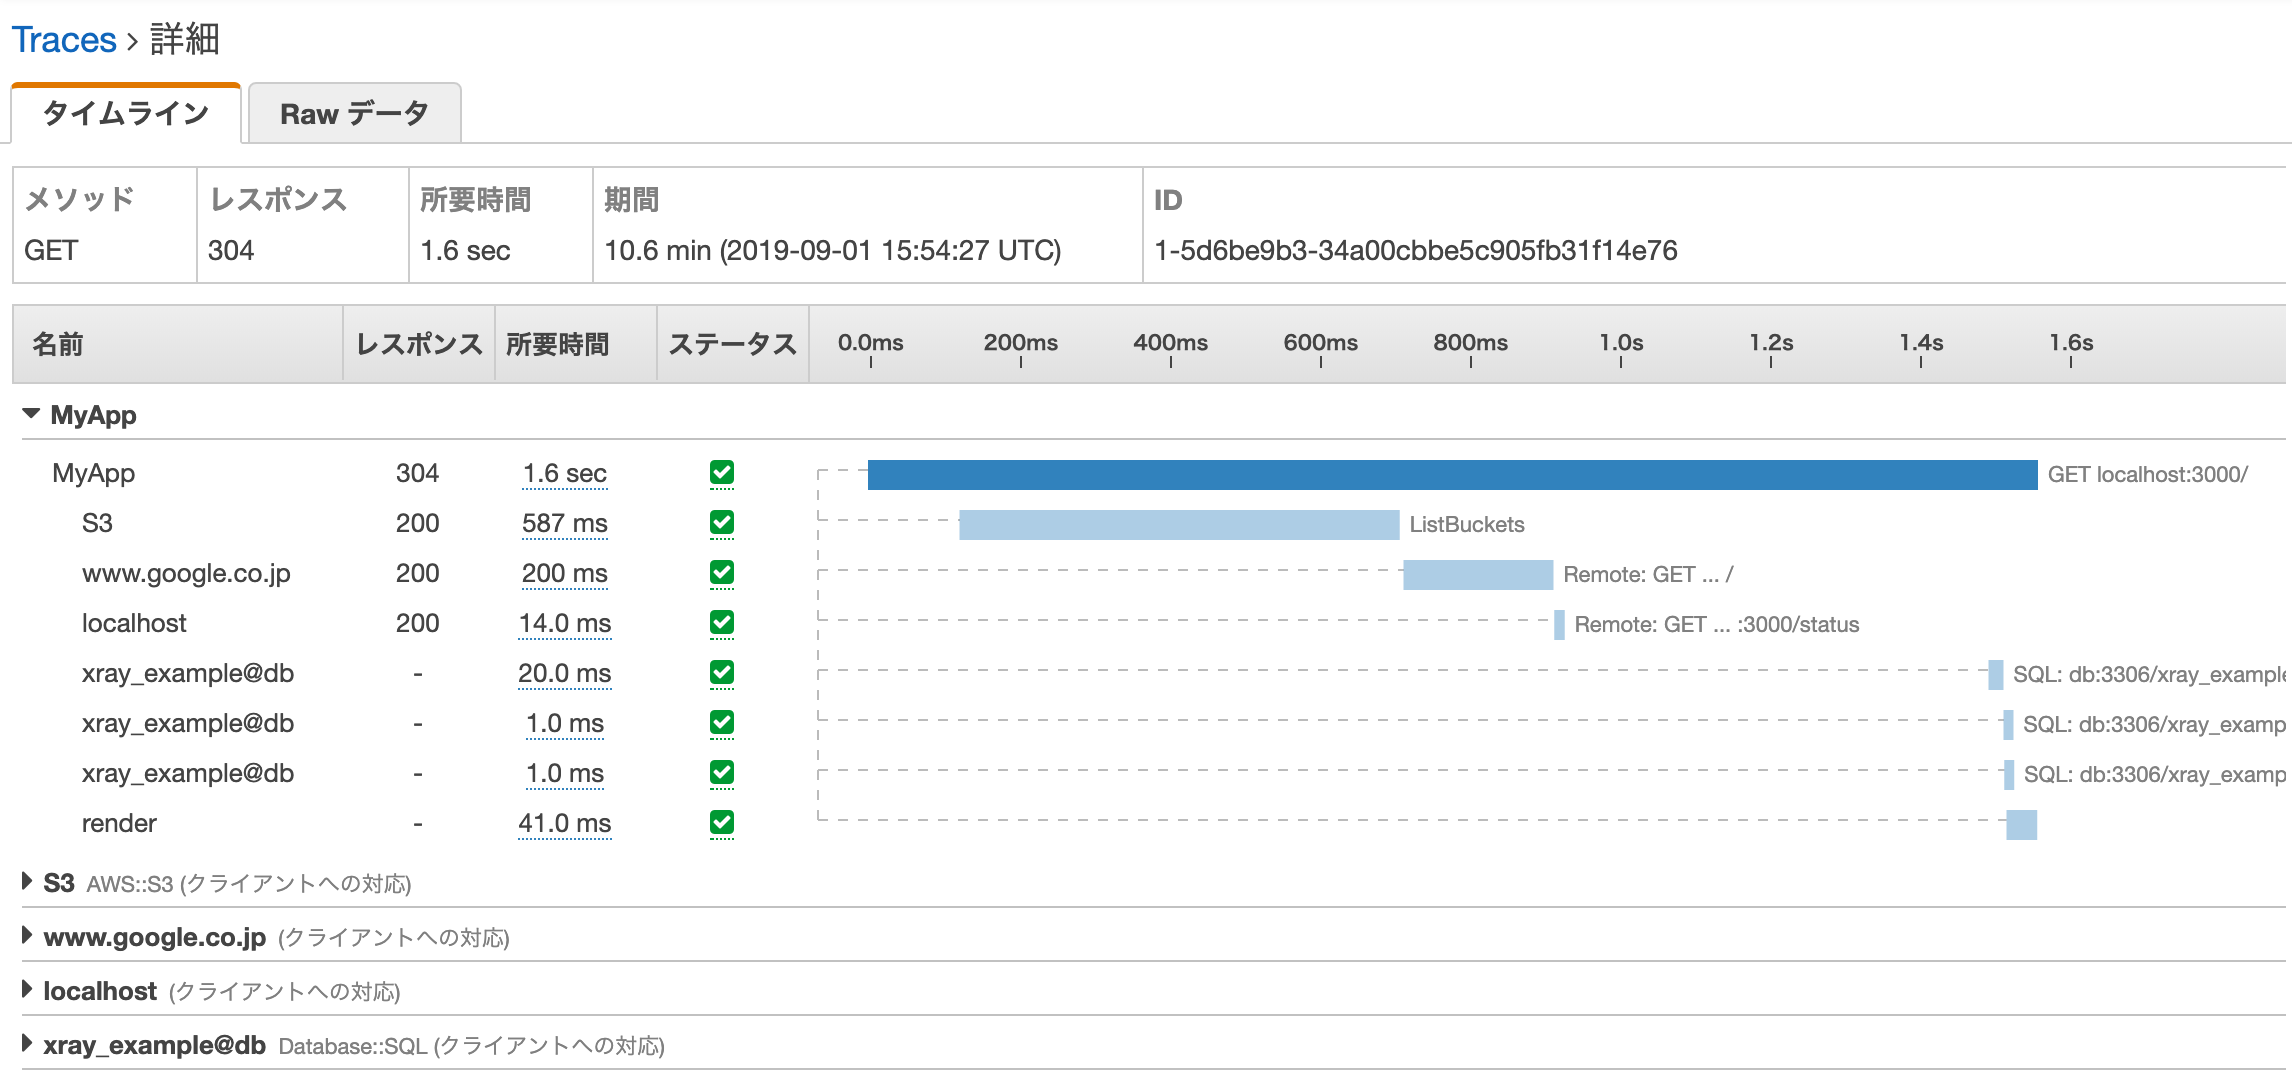 Traces › 詳細
タイムライン Raw データ
メソッド レスポンス 所要時間 期間 ID
GET 304 1.6 sec 10.6 min (2019-09-01 15:54:27 UTC) 1-5d6be9b3-34a00cbbe5c905fb31f14e76
名前 レスポンス 所要時間 ステータス 0.0ms 200ms 400ms 600ms 800ms 1.0s 1.2s 1.4s 1.6s
MyApp
MyApp 304 1.6 sec GET localhost:3000/
S3 200 587 ms ListBuckets
www.google.co.jp 200 200 ms Remote: GET ... /
localhost 200 14.0 ms Remote: GET ... :3000/status
xray_example@db - 20.0 ms SQL: db:3306/xray_example
xray_example@db - 1.0 ms SQL: db:3306/xray_examp
xray_example@db - 1.0 ms SQL: db:3306/xray_examp
render - 41.0 ms
S3 AWS::S3 (クライアントへの対応)
www.google.co.jp (クライアントへの対応)
localhost (クライアントへの対応)
xray_example@db Database::SQL (クライアントへの対応)